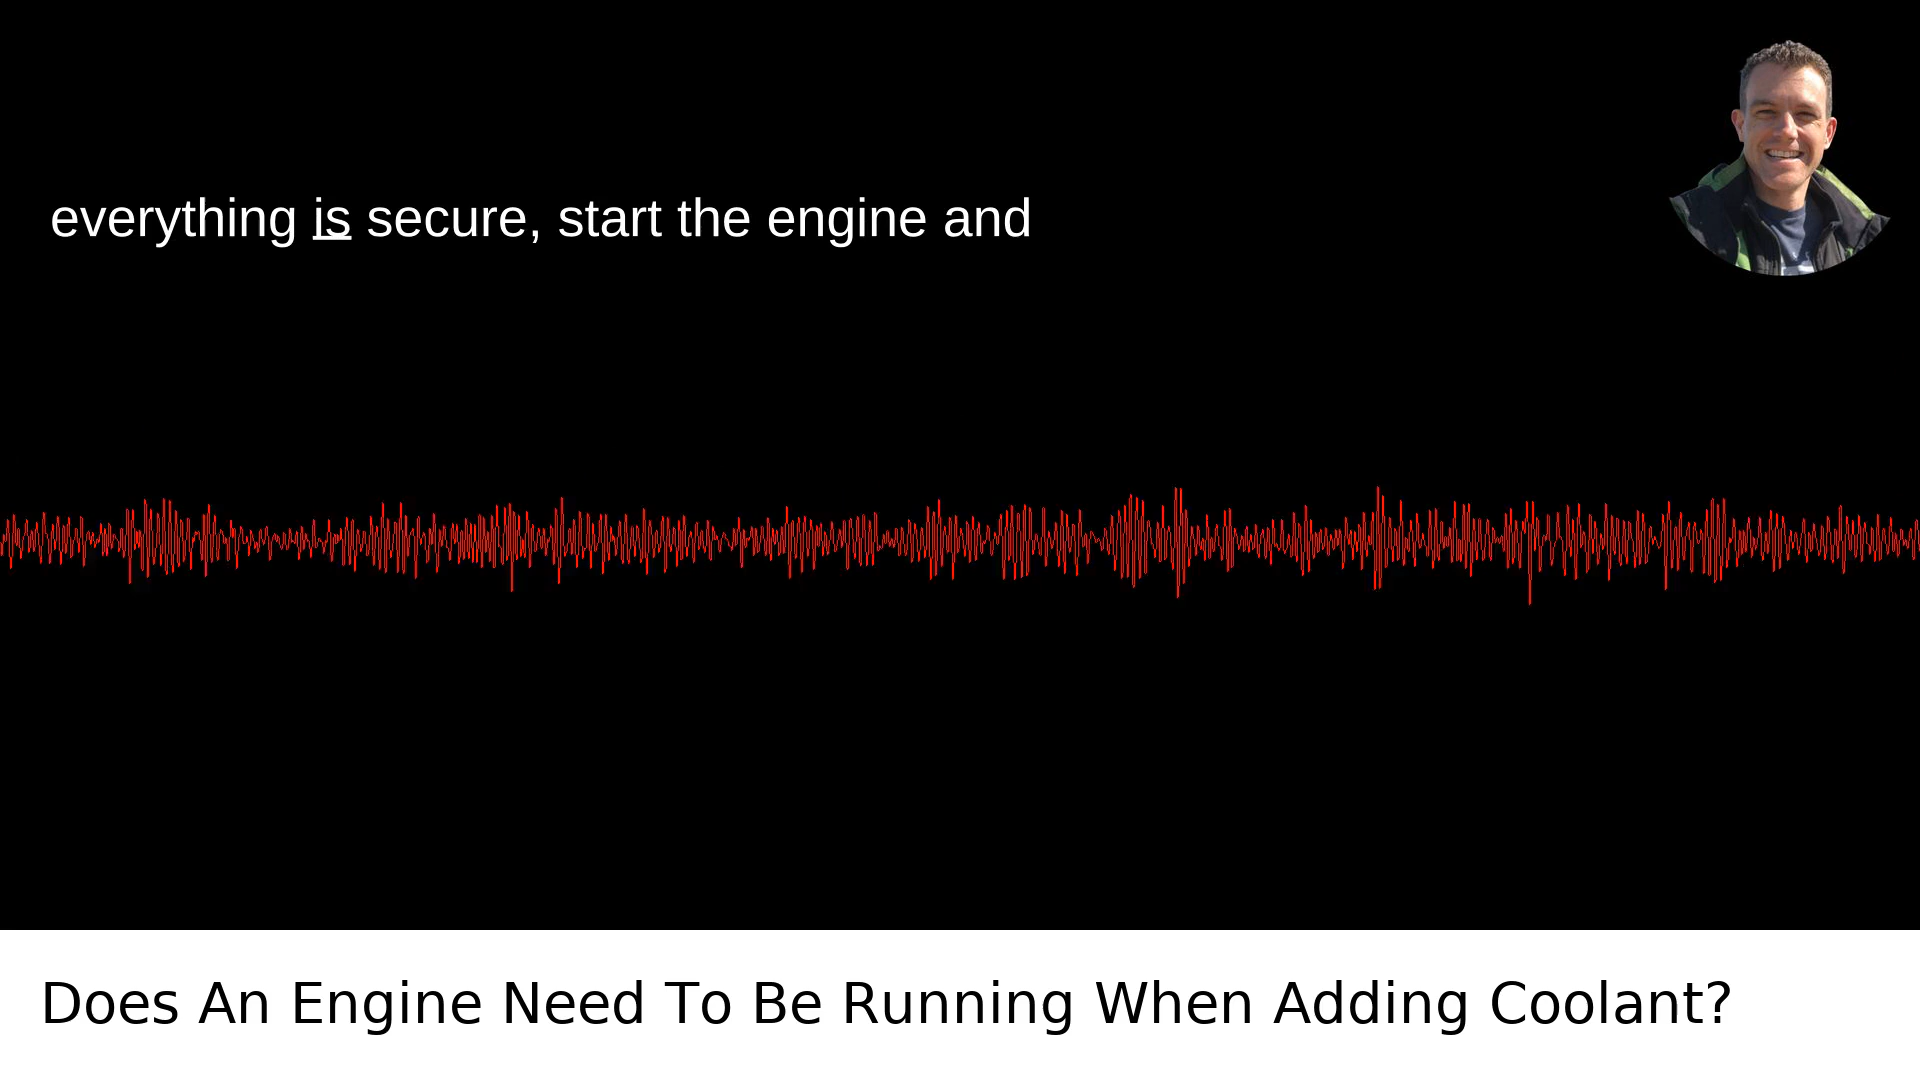 everything is secure, start the engine and
Does An Engine Need To Be Running When Adding Coolant?